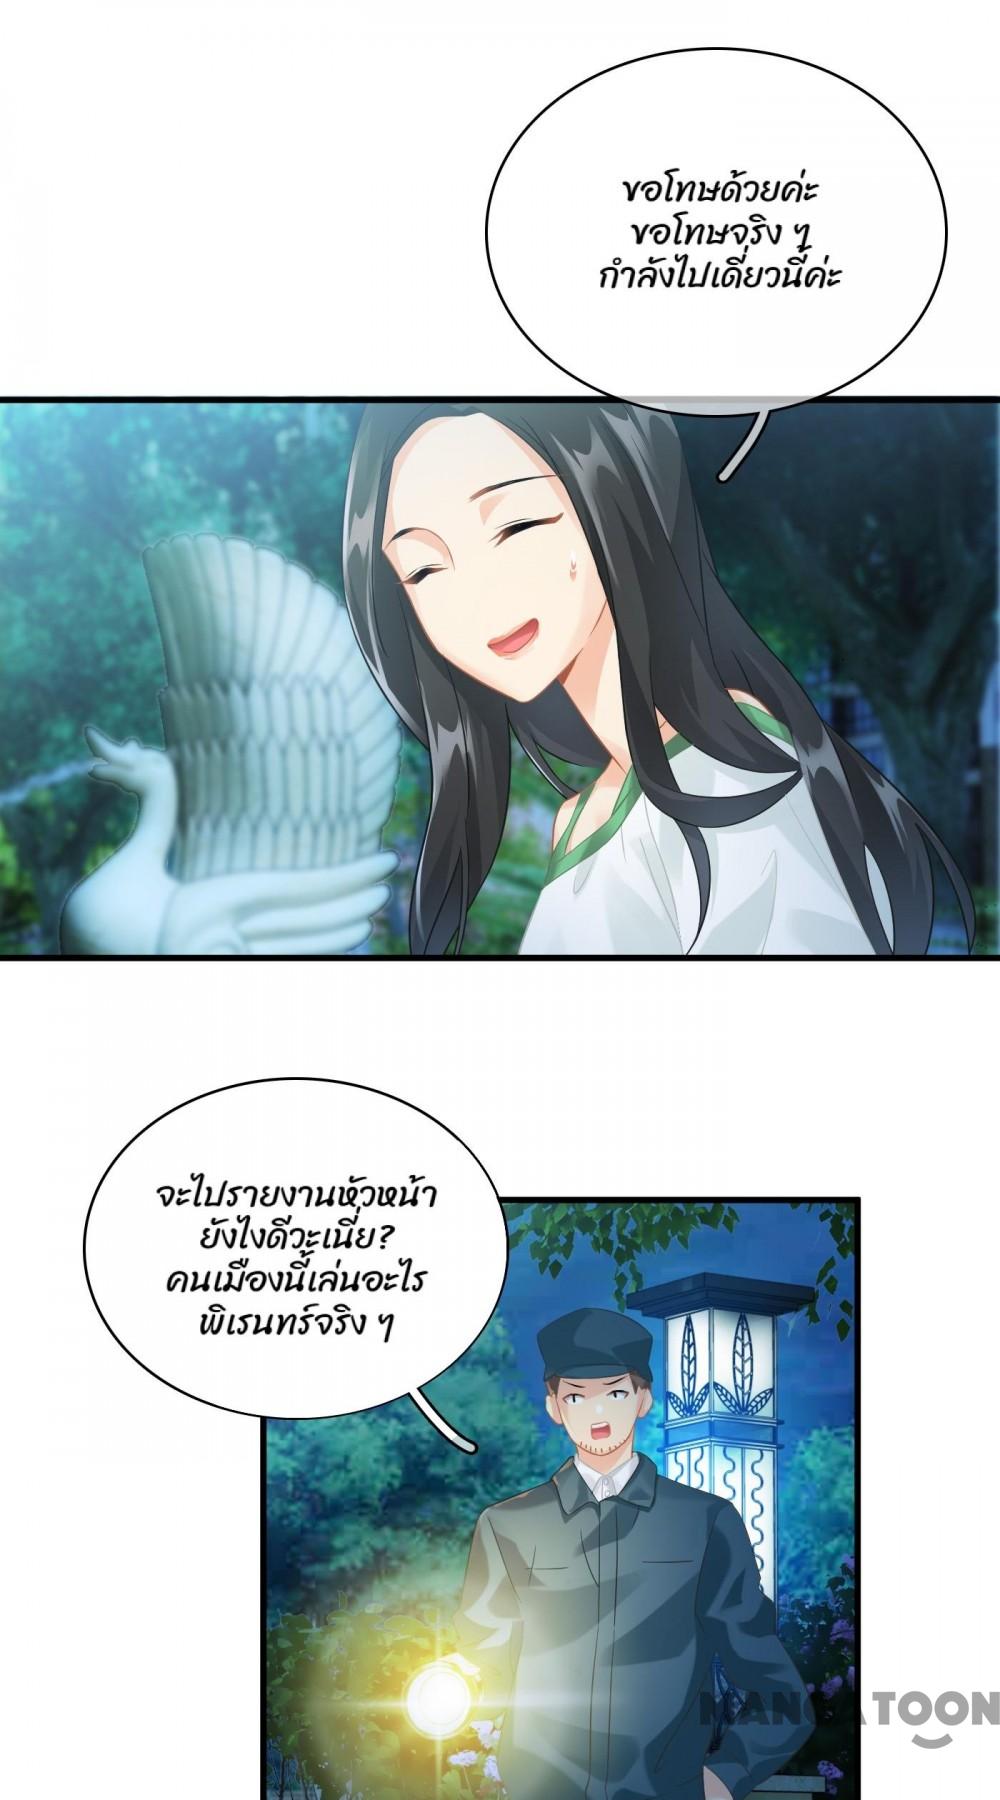 ขอโทษด้วยค่ะ
ขอโทษจริง ๆ
กำลังไปเดี่ยวนี้ค่ะ
จะไปรายงานหัวหน้า
ยังไงดีวะเนี่ย?
คนเมืองนี้เล่นอะไร
พิเรนทร์จริง ๆ
MANGATOON